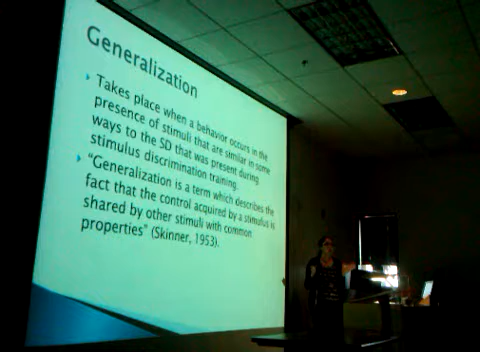 Generalization
Takes place when a behavior occurs in the
presence of stimuli that are similar in some
ways to the SD that was present during
stimulus discrimination training.
"Generalization is a term which describes the
fact that the control acquired by a stimulus is
shared by other stimuli with common
properties" (Skinner, 1953).